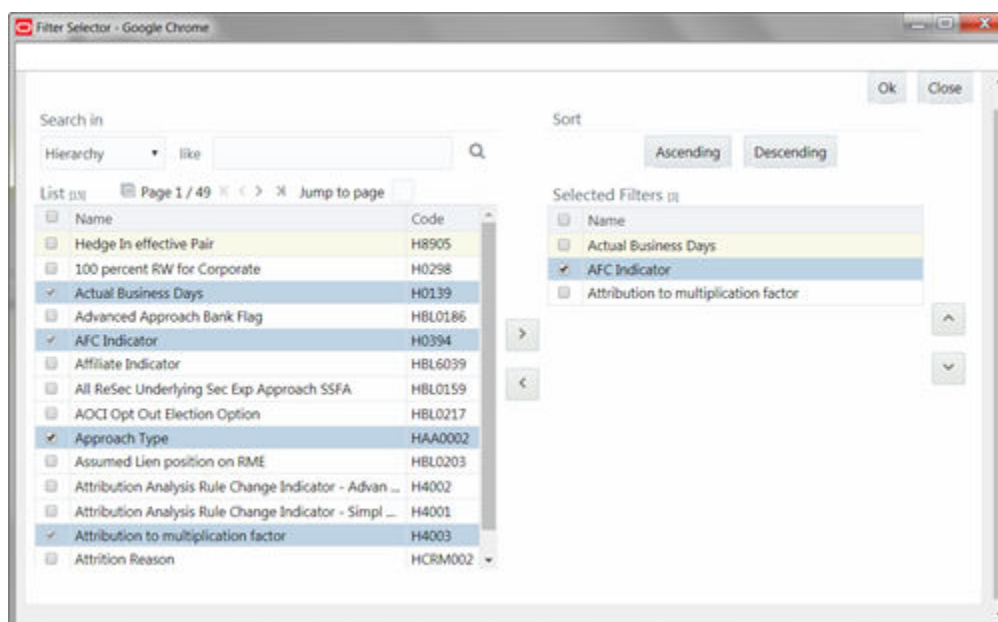 Filter Selector - Google Chrome
Ok Close
Search in
Hierarchy like
List [15] Page 1 / 49 Jump to page
Name Code
Hedge In effective Pair H8905
100 percent RW for Corporate H0298
Actual Business Days H0139
Advanced Approach Bank Flag HBL0186
AFC Indicator H0394
Affiliate Indicator HBL6039
All ReSec Underlying Sec Exp Approach SSFA HBL0159
AOCI Opt Out Election Option HBL0217
Approach Type HAA0002
Assumed Lien position on RME HBL0203
Attribution Analysis Rule Change Indicator - Advan ... H4002
Attribution Analysis Rule Change Indicator - Simpl ... H4001
Attribution to multiplication factor H4003
Attrition Reason HCRM002
Sort
Ascending Descending
Selected Filters [3]
Name
Actual Business Days
AFC Indicator
Attribution to multiplication factor